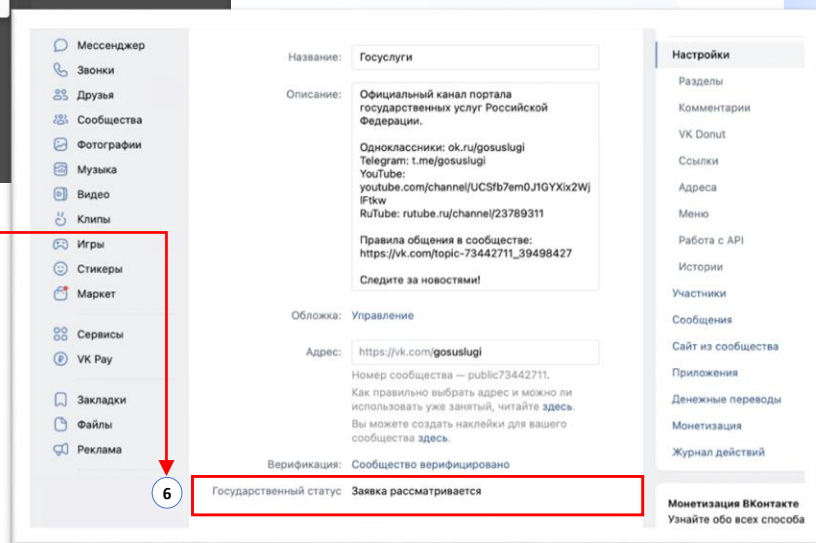 Мессенджер
Звонки
Друзья
Сообщества
Фотографии
Музыка
Видео
Клипы
Игры
Стикеры
Маркет
Сервисы
VK Pay
Закладки
Файлы
Реклама
Название: Госуслуги
Описание: Официальный канал портала
государственных услуг Российской
Федерации.
Одноклассники: ok.ru/gosuslugi
Telegram: t.me/gosuslugi
YouTube:
youtube.com/channel/UCSfb7em0J1GYXix2Wj
IFtkw
RuTube: rutube.ru/channel/23789311
Правила общения в сообществе:
https://vk.com/topic-73442711_39498427
Следите за новостями!
Обложка: Управление
Адрес: https://vk.com/gosuslugi
Номер сообщества — public73442711.
Как правильно выбрать адрес и можно ли
использовать уже занятый, читайте здесь.
Вы можете создать наклейки для вашего
сообщества здесь.
Верификация: Сообщество верифицировано
6
Государственный статус Заявка рассматривается
Настройки
Разделы
Комментарии
VK Donut
Ссылки
Адреса
Меню
Работа с API
Истории
Участники
Сообщения
Сайт из сообщества
Приложения
Денежные переводы
Монетизация
Журнал действий
Монетизация ВКонтакте
Узнайте обо всех способа